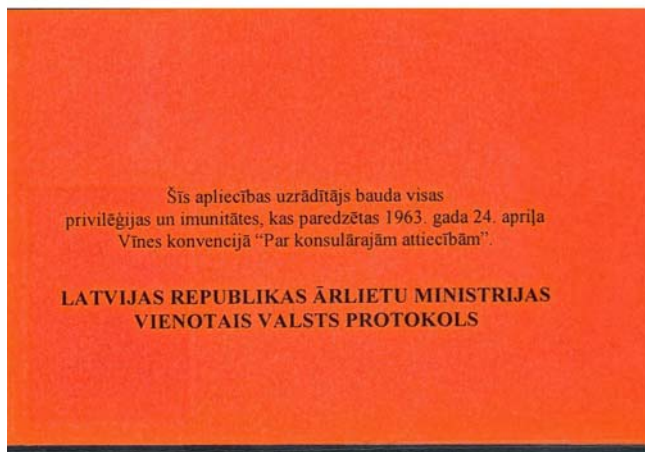 Šīs apliecības uzrādītājs bauda visas
privilēģijas un imunitātes, kas paredzētas 1963. gada 24. apriļa
Vīnes konvencijā “Par konsulārajām attiecībām”.
LATVIJAS REPUBLIKAS ĀRLIETU MINISTRIJAS
VIENOTAIS VALSTS PROTOKOLS